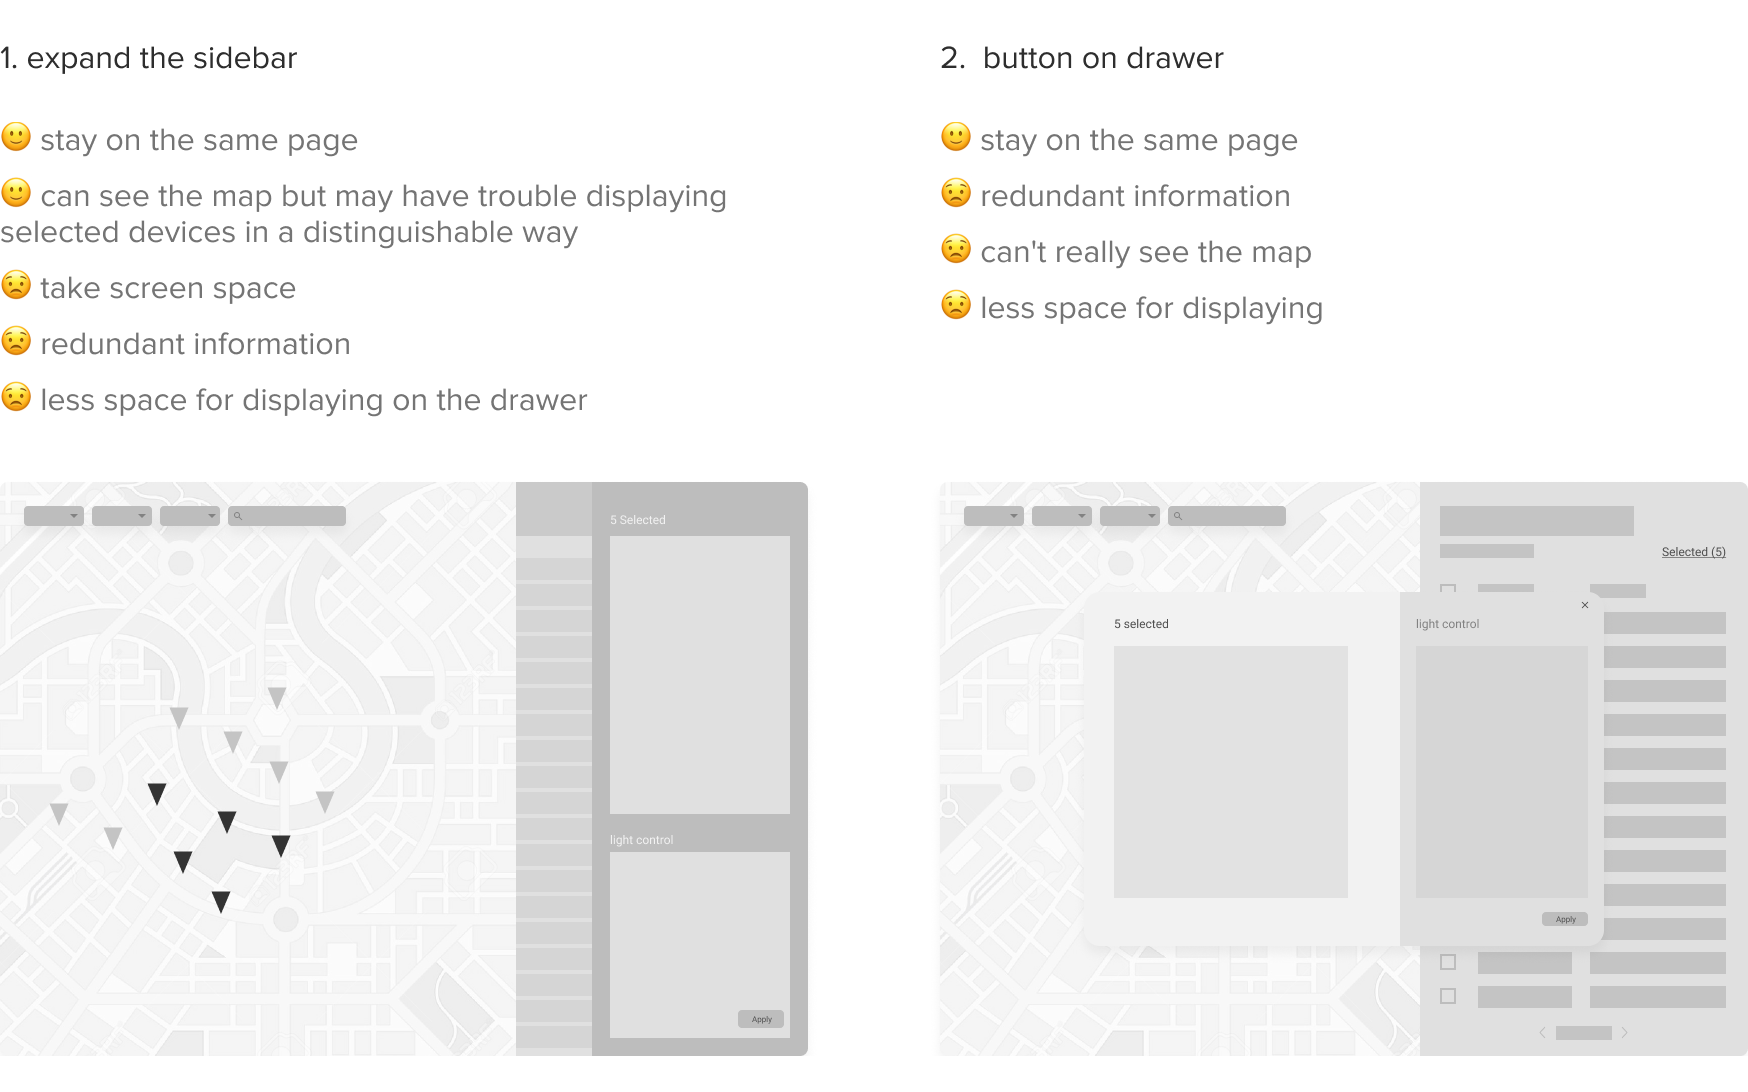 1. expand the sidebar
🙂 stay on the same page
🙂 can see the map but may have trouble displaying
selected devices in a distinguishable way
😟 take screen space
😟 redundant information
😟 less space for displaying on the drawer
5 Selected
light control
Apply
2. button on drawer
🙂 stay on the same page
😟 redundant information
😟 can't really see the map
😟 less space for displaying
Selected (5)
5 selected
light control
Apply